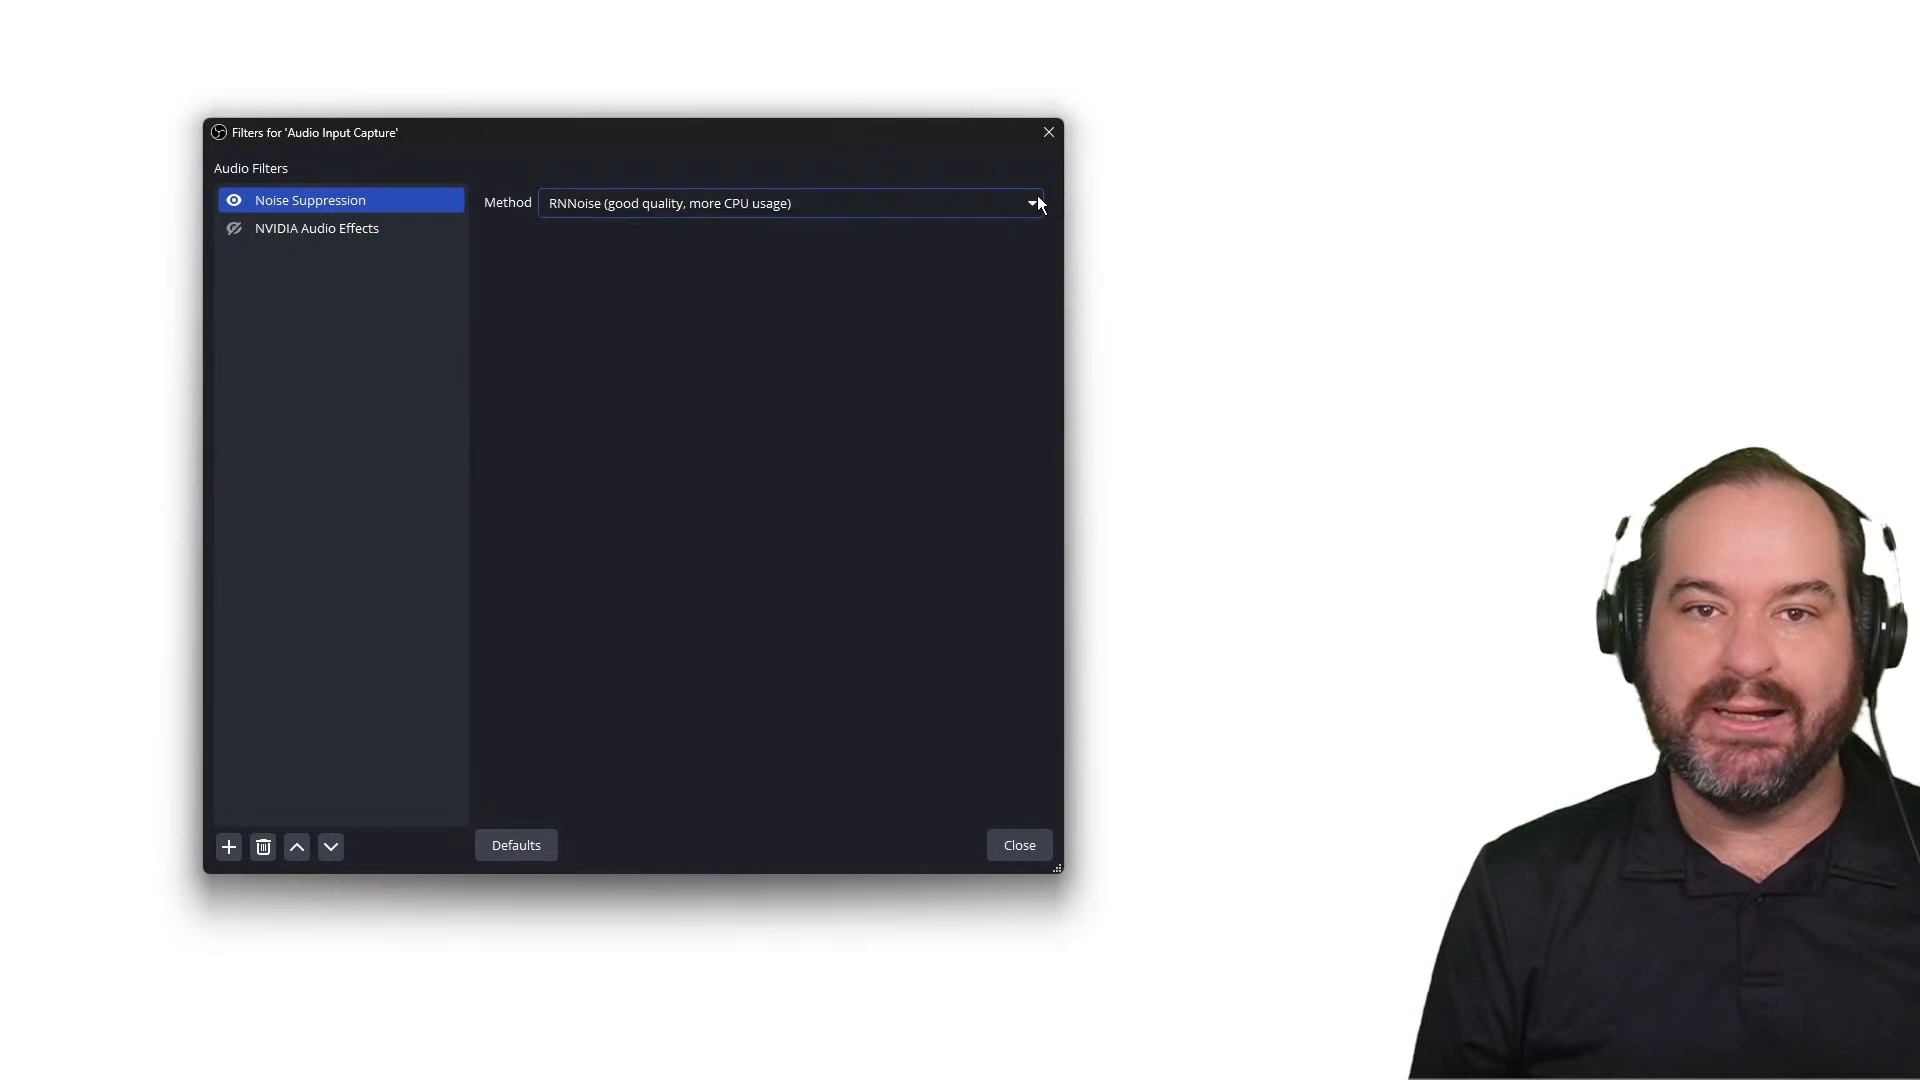 Filters for 'Audio Input Capture'
Audio Filters
Noise Suppression
NVIDIA Audio Effects
Method
RNNoise (good quality, more CPU usage)
Defaults
Close